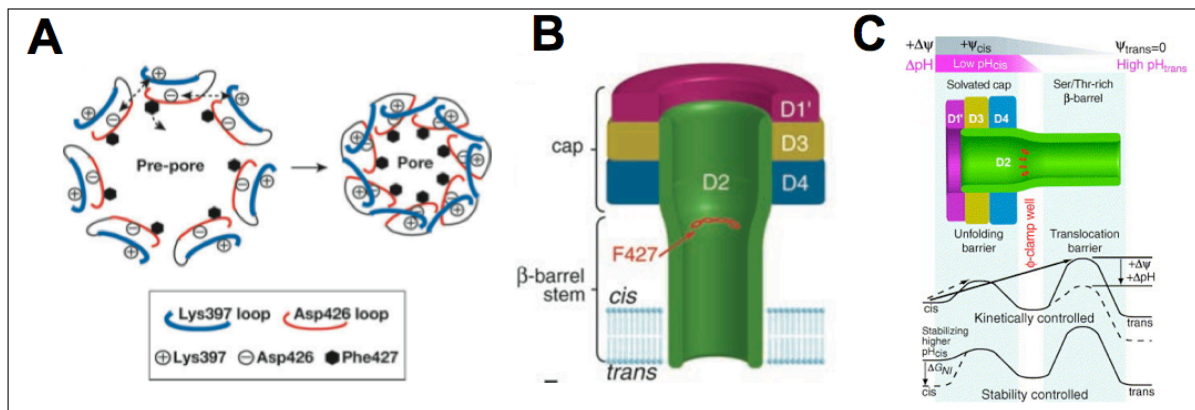 A
Pre-pore
Pore
Lys397 loop Asp426 loop
⊕Lys397 ⊖Asp426 ⬢Phe427
B
cap
D1'
D3
D2
D4
F427
β-barrel
stem
cis
trans
C
+Δψ +Ψcis Ψtrans=0
ΔpH Low pHcis High pHtrans
Solvated cap Ser/Thr-rich
β-barrel
D1' D3 D4
D2
Unfolding
barrier
ϕ-clamp well
Translocation
barrier
+Δψ
+ΔpH
cis Kinetically controlled trans
Stabilizing
higher
pHcis
ΔGNI
cis Stability controlled trans